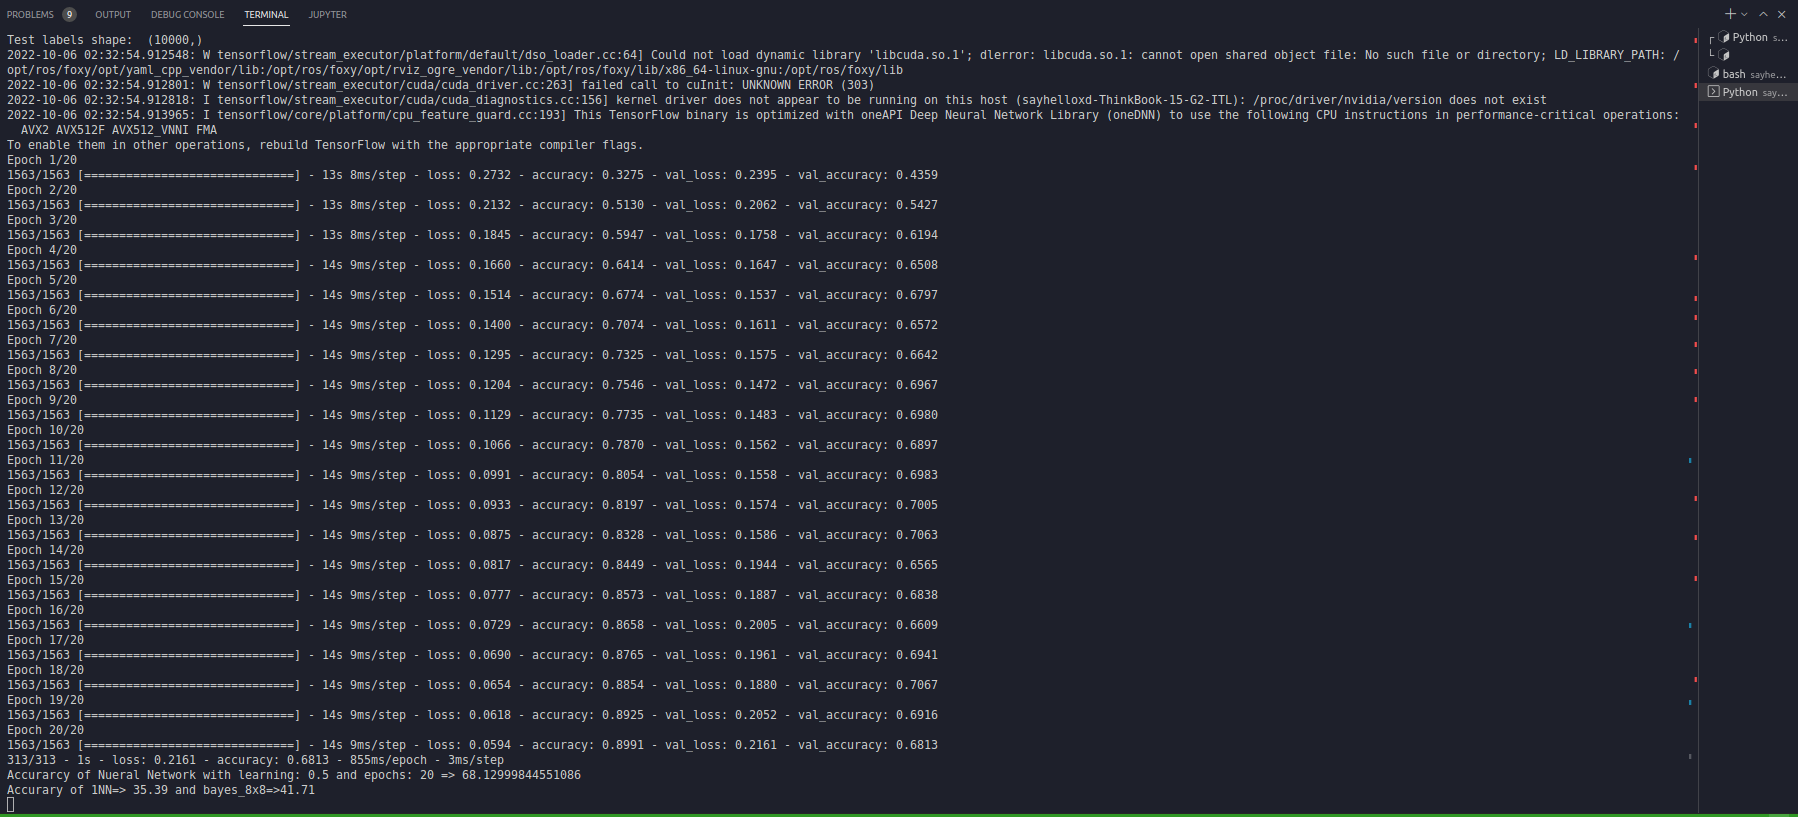 PROBLEMS 9 OUTPUT DEBUG CONSOLE TERMINAL JUPYTER
Test labels shape:  (10000,)
2022-10-06 02:32:54.912548: W tensorflow/stream_executor/platform/default/dso_loader.cc:64] Could not load dynamic library 'libcuda.so.1'; dlerror: libcuda.so.1: cannot open shared object file: No such file or directory; LD_LIBRARY_PATH: /
opt/ros/foxy/opt/yaml_cpp_vendor/lib:/opt/ros/foxy/opt/rviz_ogre_vendor/lib:/opt/ros/foxy/lib/x86_64-linux-gnu:/opt/ros/foxy/lib
2022-10-06 02:32:54.912801: W tensorflow/stream_executor/cuda/cuda_driver.cc:263] failed call to cuInit: UNKNOWN ERROR (303)
2022-10-06 02:32:54.912818: I tensorflow/stream_executor/cuda/cuda_diagnostics.cc:156] kernel driver does not appear to be running on this host (sayhelloxd-ThinkBook-15-G2-ITL): /proc/driver/nvidia/version does not exist
2022-10-06 02:32:54.913965: I tensorflow/core/platform/cpu_feature_guard.cc:193] This TensorFlow binary is optimized with oneAPI Deep Neural Network Library (oneDNN) to use the following CPU instructions in performance-critical operations:
  AVX2 AVX512F AVX512_VNNI FMA
To enable them in other operations, rebuild TensorFlow with the appropriate compiler flags.
Epoch 1/20
1563/1563 [==============================] - 13s 8ms/step - loss: 0.2732 - accuracy: 0.3275 - val_loss: 0.2395 - val_accuracy: 0.4359
Epoch 2/20
1563/1563 [==============================] - 13s 8ms/step - loss: 0.2132 - accuracy: 0.5130 - val_loss: 0.2062 - val_accuracy: 0.5427
Epoch 3/20
1563/1563 [==============================] - 13s 8ms/step - loss: 0.1845 - accuracy: 0.5947 - val_loss: 0.1758 - val_accuracy: 0.6194
Epoch 4/20
1563/1563 [==============================] - 14s 9ms/step - loss: 0.1660 - accuracy: 0.6414 - val_loss: 0.1647 - val_accuracy: 0.6508
Epoch 5/20
1563/1563 [==============================] - 14s 9ms/step - loss: 0.1514 - accuracy: 0.6774 - val_loss: 0.1537 - val_accuracy: 0.6797
Epoch 6/20
1563/1563 [==============================] - 14s 9ms/step - loss: 0.1400 - accuracy: 0.7074 - val_loss: 0.1611 - val_accuracy: 0.6572
Epoch 7/20
1563/1563 [==============================] - 14s 9ms/step - loss: 0.1295 - accuracy: 0.7325 - val_loss: 0.1575 - val_accuracy: 0.6642
Epoch 8/20
1563/1563 [==============================] - 14s 9ms/step - loss: 0.1204 - accuracy: 0.7546 - val_loss: 0.1472 - val_accuracy: 0.6967
Epoch 9/20
1563/1563 [==============================] - 14s 9ms/step - loss: 0.1129 - accuracy: 0.7735 - val_loss: 0.1483 - val_accuracy: 0.6980
Epoch 10/20
1563/1563 [==============================] - 14s 9ms/step - loss: 0.1066 - accuracy: 0.7870 - val_loss: 0.1562 - val_accuracy: 0.6897
Epoch 11/20
1563/1563 [==============================] - 14s 9ms/step - loss: 0.0991 - accuracy: 0.8054 - val_loss: 0.1558 - val_accuracy: 0.6983
Epoch 12/20
1563/1563 [==============================] - 14s 9ms/step - loss: 0.0933 - accuracy: 0.8197 - val_loss: 0.1574 - val_accuracy: 0.7005
Epoch 13/20
1563/1563 [==============================] - 14s 9ms/step - loss: 0.0875 - accuracy: 0.8328 - val_loss: 0.1586 - val_accuracy: 0.7063
Epoch 14/20
1563/1563 [==============================] - 14s 9ms/step - loss: 0.0817 - accuracy: 0.8449 - val_loss: 0.1944 - val_accuracy: 0.6565
Epoch 15/20
1563/1563 [==============================] - 14s 9ms/step - loss: 0.0777 - accuracy: 0.8573 - val_loss: 0.1887 - val_accuracy: 0.6838
Epoch 16/20
1563/1563 [==============================] - 14s 9ms/step - loss: 0.0729 - accuracy: 0.8658 - val_loss: 0.2005 - val_accuracy: 0.6609
Epoch 17/20
1563/1563 [==============================] - 14s 9ms/step - loss: 0.0690 - accuracy: 0.8765 - val_loss: 0.1961 - val_accuracy: 0.6941
Epoch 18/20
1563/1563 [==============================] - 14s 9ms/step - loss: 0.0654 - accuracy: 0.8854 - val_loss: 0.1880 - val_accuracy: 0.7067
Epoch 19/20
1563/1563 [==============================] - 14s 9ms/step - loss: 0.0618 - accuracy: 0.8925 - val_loss: 0.2052 - val_accuracy: 0.6916
Epoch 20/20
1563/1563 [==============================] - 14s 9ms/step - loss: 0.0594 - accuracy: 0.8991 - val_loss: 0.2161 - val_accuracy: 0.6813
313/313 - 1s - loss: 0.2161 - accuracy: 0.6813 - 855ms/epoch - 3ms/step
Accurarcy of Nueral Network with learning: 0.5 and epochs: 20 => 68.12999844551086
Accurary of 1NN=> 35.39 and bayes_8x8=>41.71
Python s...
bash sayhe...
Python say...